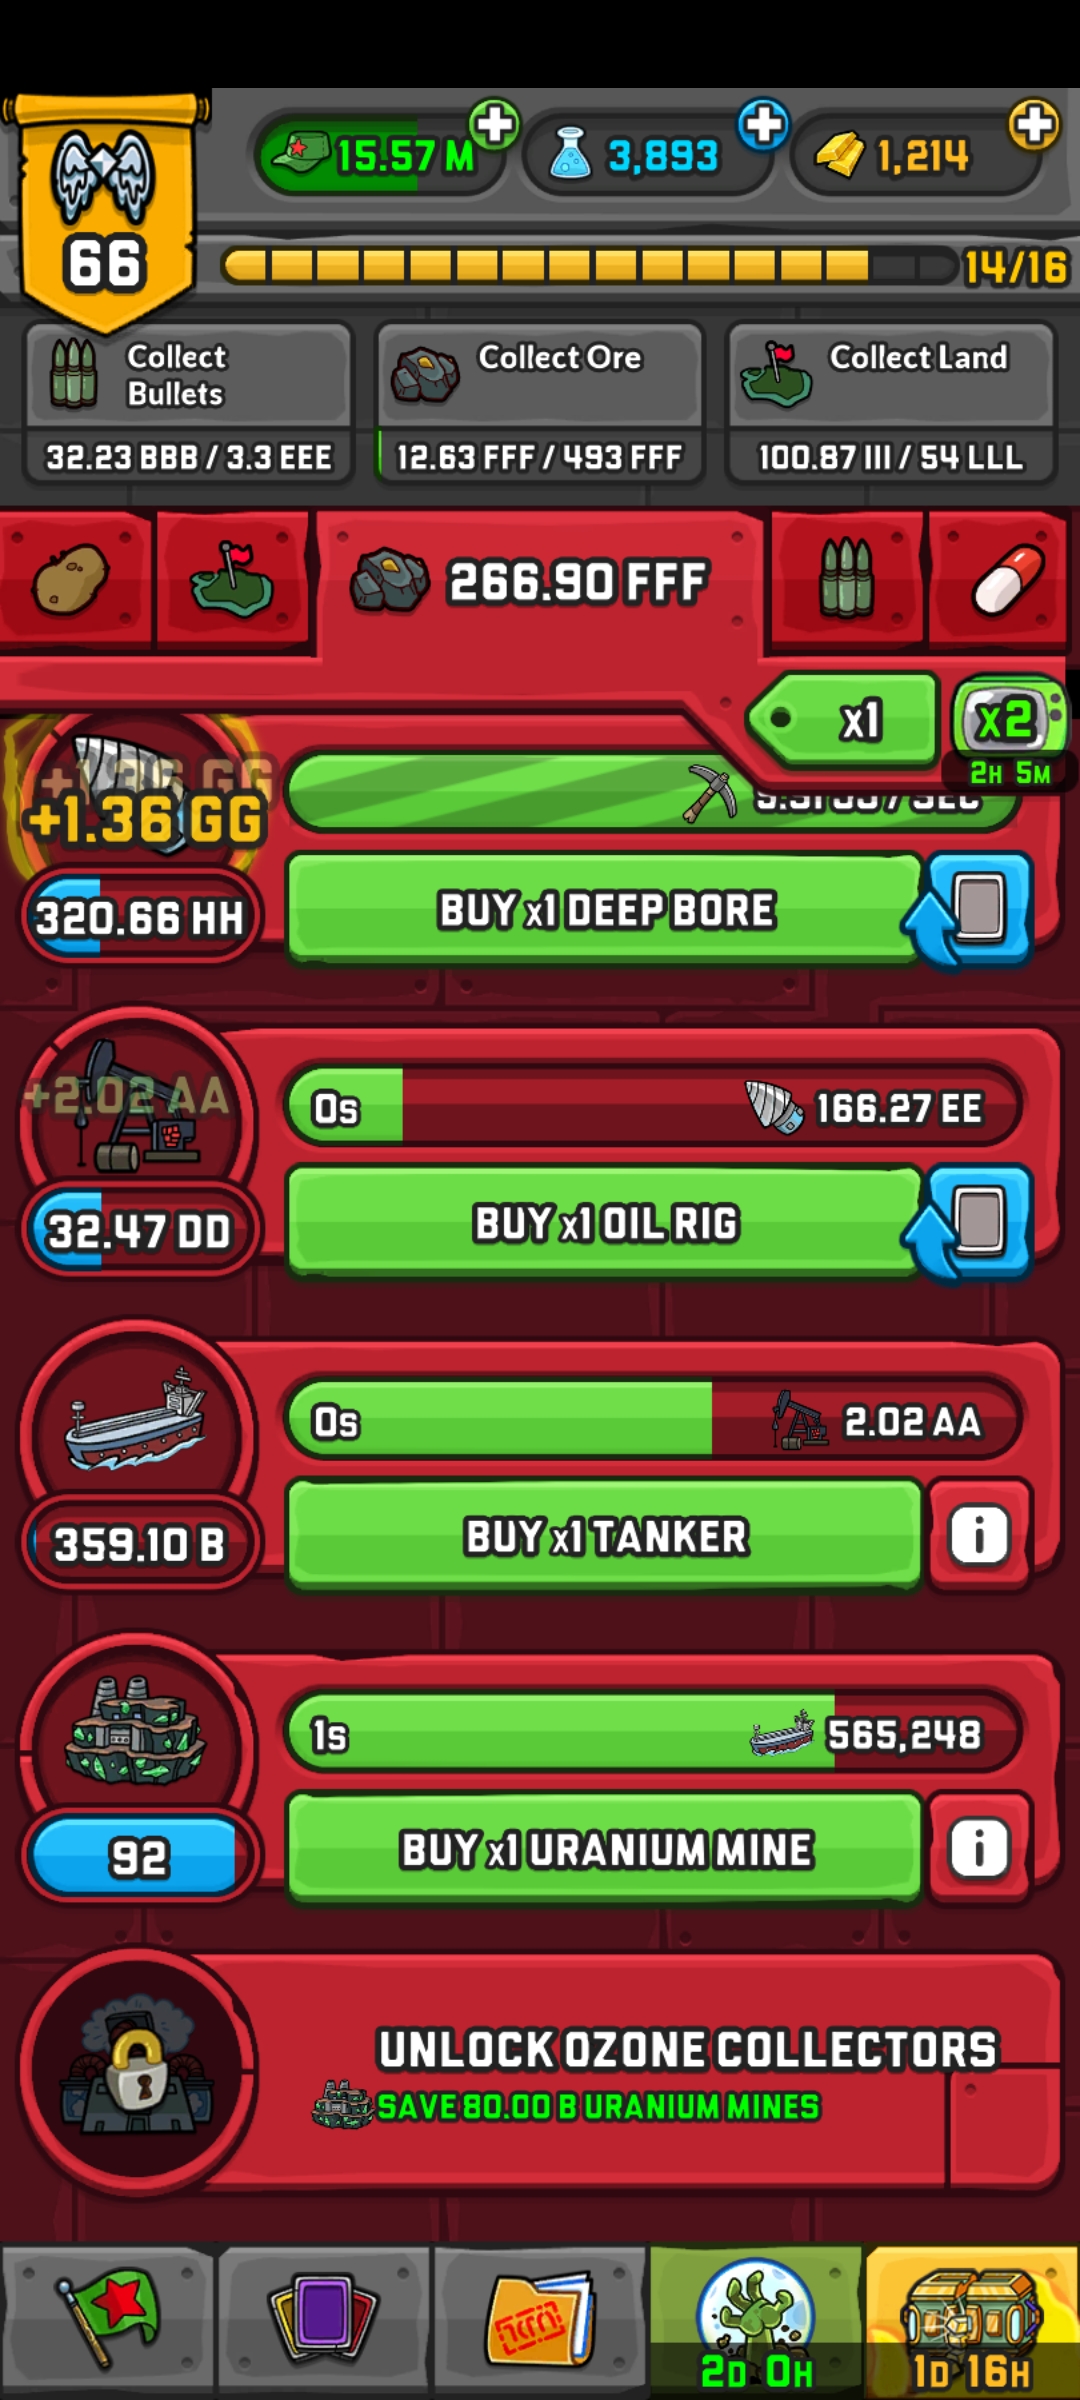 15.57 M
3,893
1,214
66
14/16
Collect
Bullets
32.23 BBB / 3.3 EEE
Collect Ore
12.63 FFF / 493 FFF
Collect Land
100.87 III / 54 LLL
266.90 FFF
x1
x2
2H 5M
+1.36 GG
+1.36 GG
/ SEC
320.66 HH
BUY x1 DEEP BORE
+2.02 AA
0s
166.27 EE
32.47 DD
BUY x1 OIL RIG
0s
2.02 AA
359.10 B
BUY x1 TANKER
i
1s
565,248
92
BUY x1 URANIUM MINE
i
UNLOCK OZONE COLLECTORS
SAVE 80.00 B URANIUM MINES
2D 0H
1D 16H